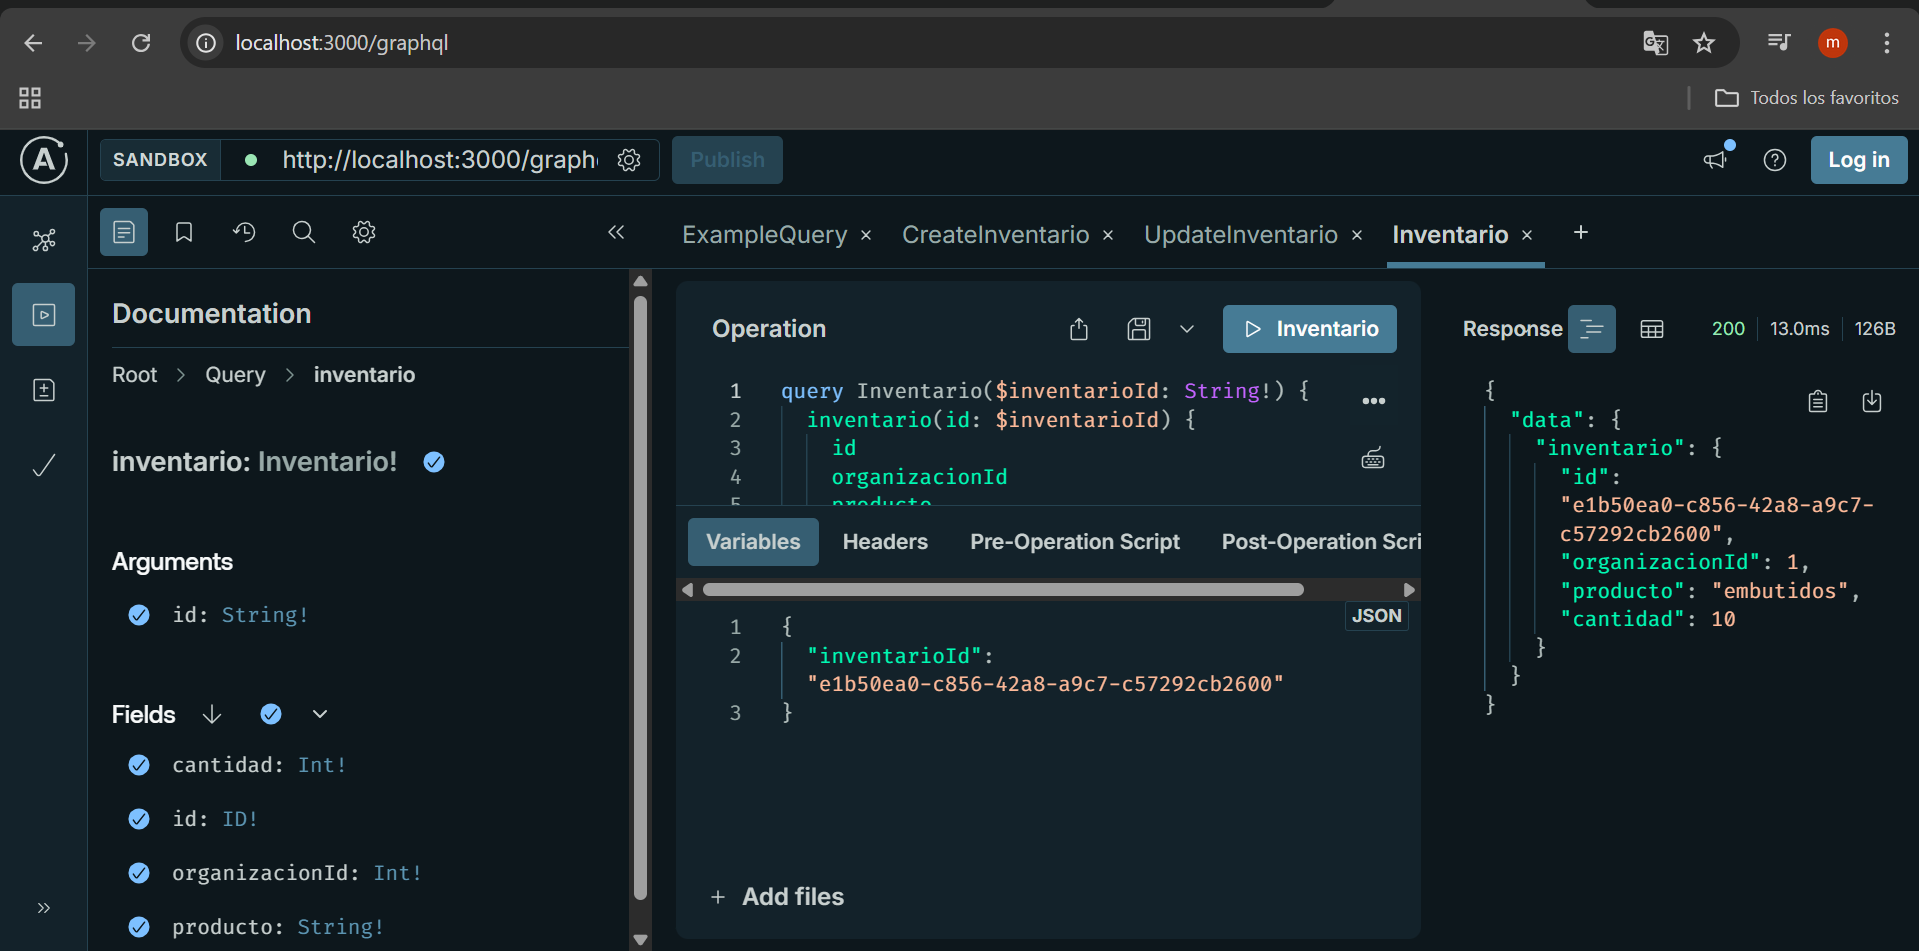 localhost:3000/graphql
m
Todos los favoritos
SANDBOX
http://localhost:3000/graph
Publish
Log in
ExampleQuery ×
CreateInventario ×
UpdateInventario ×
Inventario ×
+
Documentation
Root > Query > inventario
inventario: Inventario!
Arguments
id: String!
Fields
cantidad: Int!
id: ID!
organizacionId: Int!
producto: String!
Operation
Inventario
1 query Inventario($inventarioId: String!) {
2 inventario(id: $inventarioId) {
3 id
4 organizacionId
5 producto
Variables
Headers
Pre-Operation Script
Post-Operation Scri
JSON
1 {
2 "inventarioId":
"e1b50ea0-c856-42a8-a9c7-c57292cb2600"
3 }
+ Add files
Response
200
13.0ms
126B
{
"data": {
"inventario": {
"id":
"e1b50ea0-c856-42a8-a9c7-
c57292cb2600",
"organizacionId": 1,
"producto": "embutidos",
"cantidad": 10
}
}
}